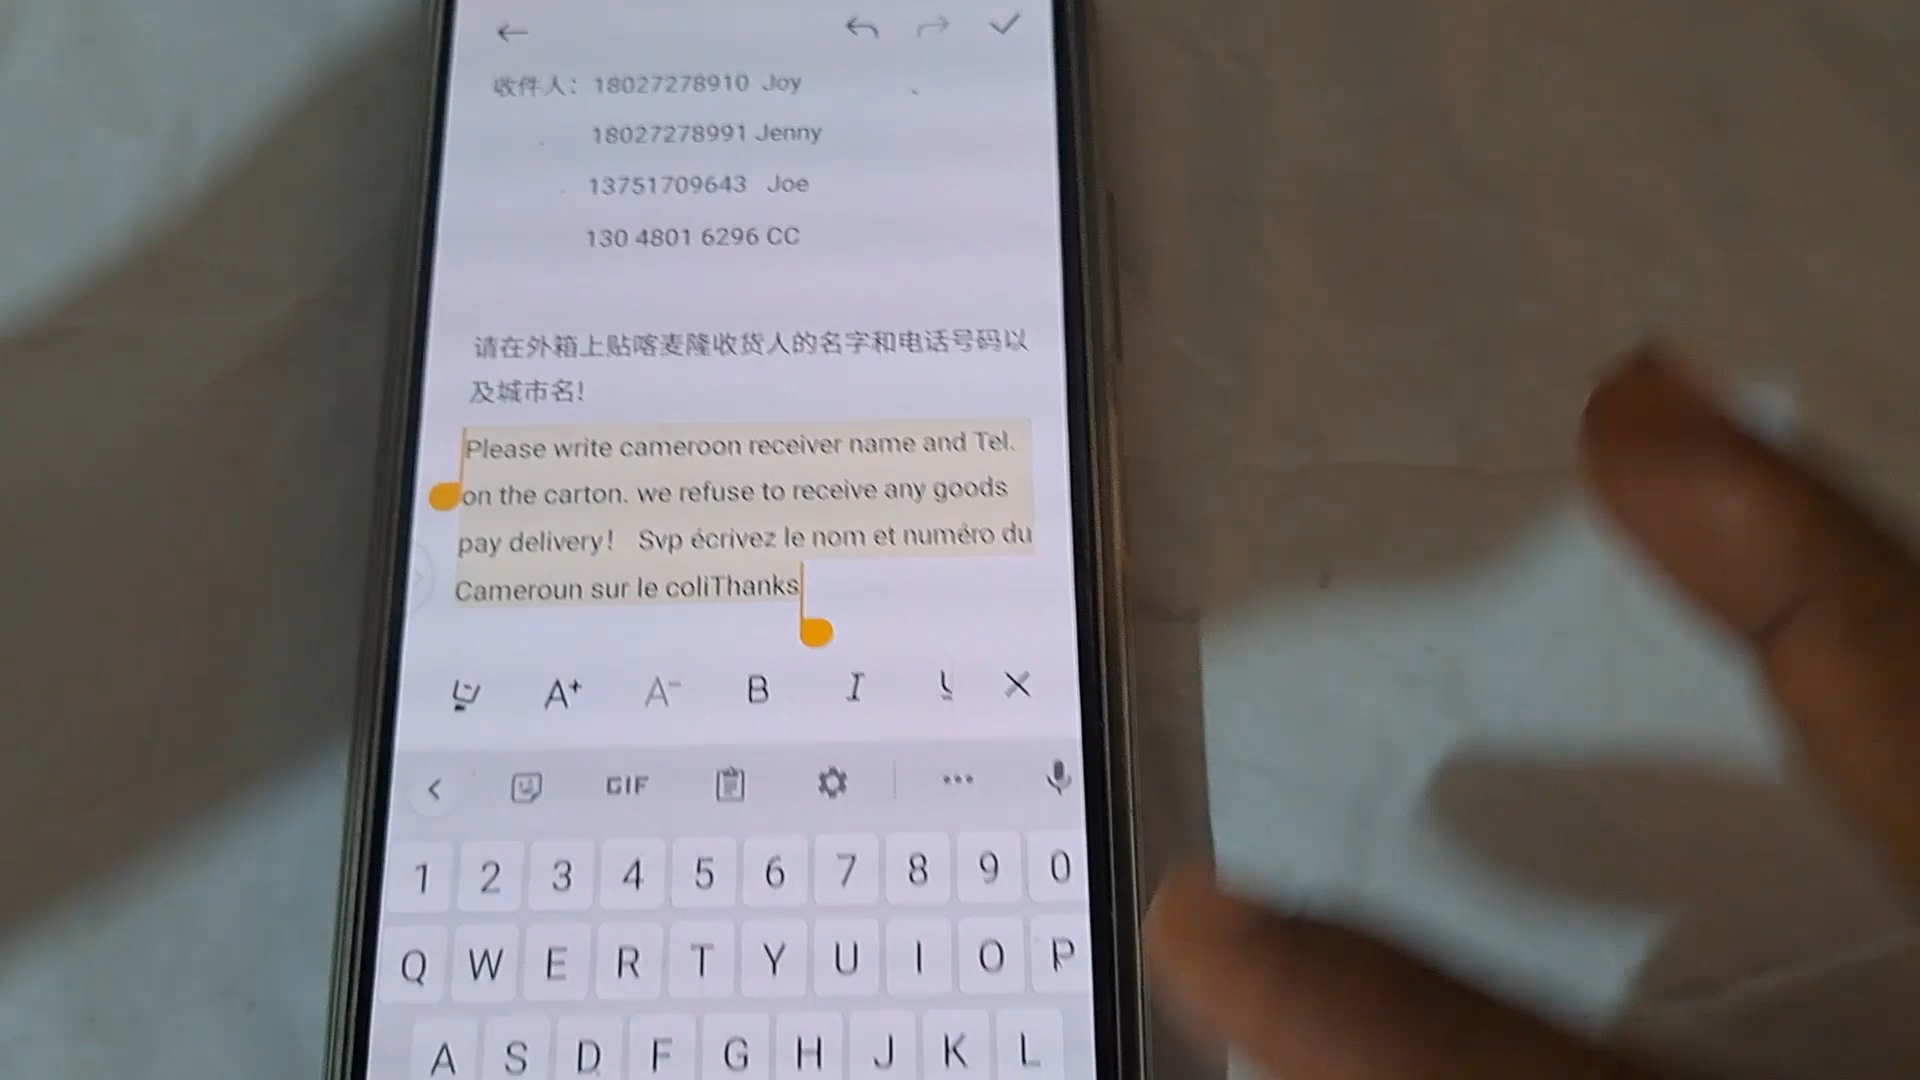 收件人：18027278910 Joy
18027278991 Jenny
13751709643 Joe
130 4801 6296 CC
请在外箱上贴喀麦隆收货人的名字和电话号码以
及城市名!
Please write cameroon receiver name and Tel.
on the carton. we refuse to receive any goods
pay delivery! Svp écrivez le nom et numéro du
Cameroun sur le coliThanks
A+ A- B I
GIF
1 2 3 4 5 6 7 8 9 0
Q W E R T Y U I O P
A S D F G H J K L